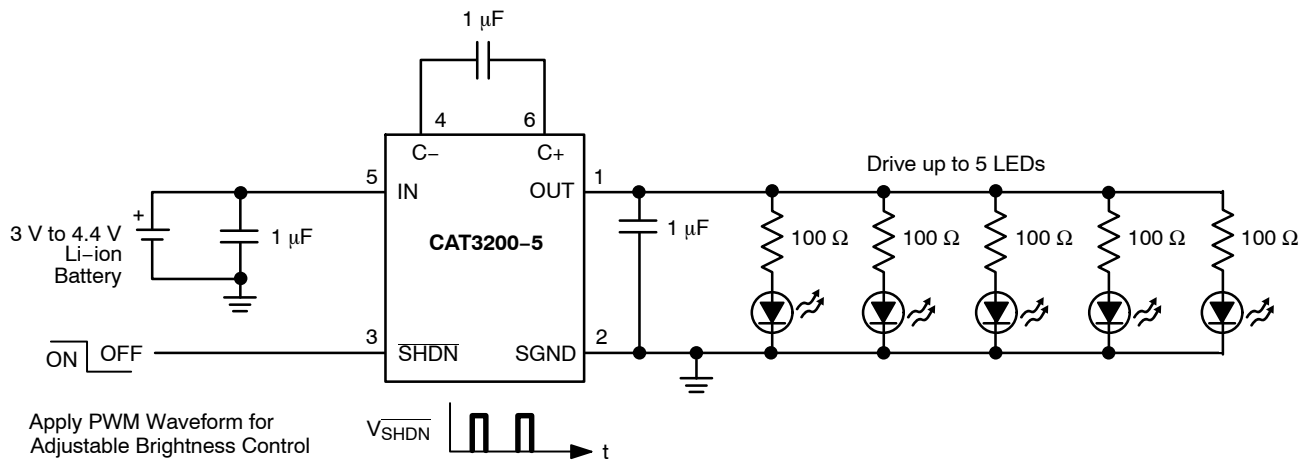 1 μF
4
6
C−
C+
Drive up to 5 LEDs
5
IN
OUT
1
+
3 V to 4.4 V
Li−ion
Battery
1 μF
CAT3200−5
1 μF
100 Ω
100 Ω
100 Ω
100 Ω
100 Ω
ON
OFF
3
SHDN
SGND
2
Apply PWM Waveform for
Adjustable Brightness Control
VSHDN
t